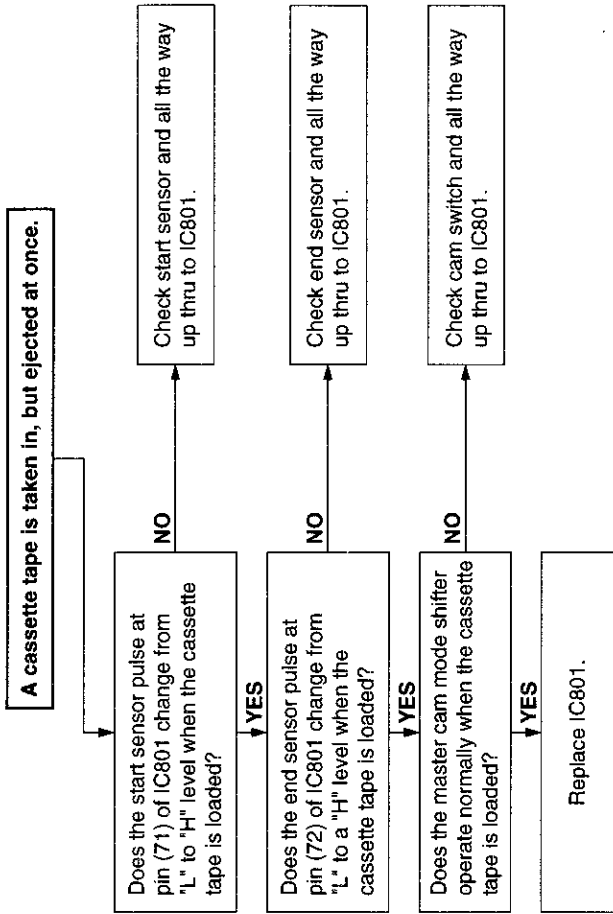 A cassette tape is taken in, but ejected at once.
Does the start sensor pulse at
pin (71) of IC801 change from
"L" to "H" level when the cassette
tape is loaded?
NO
Check start sensor and all the way
up thru to IC801.
YES
Does the end sensor pulse at
pin (72) of IC801 change from
"L" to a "H" level when the
cassette tape is loaded?
NO
Check end sensor and all the way
up thru to IC801.
YES
Does the master cam mode shifter
operate normally when the cassette
tape is loaded?
NO
Check cam switch and all the way
up thru to IC801.
YES
Replace IC801.